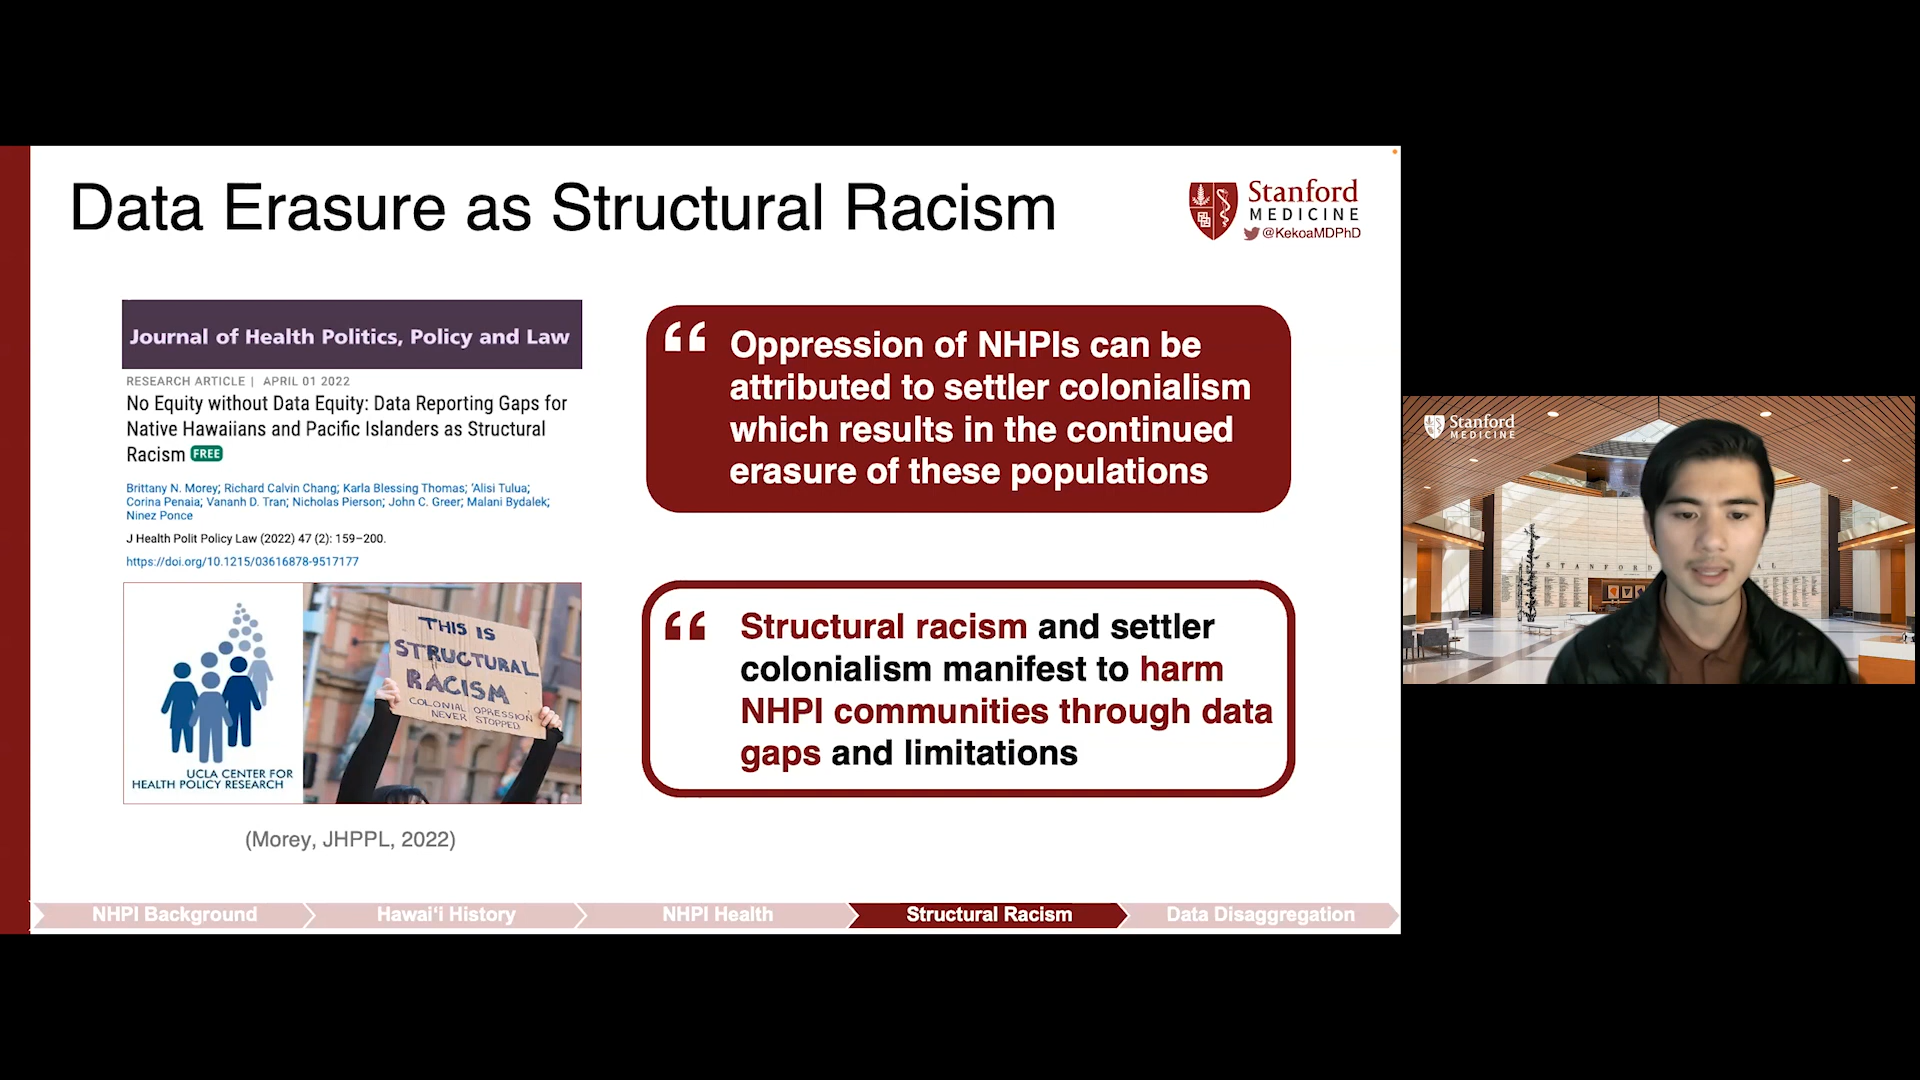 Data Erasure as Structural Racism
Stanford
MEDICINE
@KekoaMDPhD
Journal of Health Politics, Policy and Law
RESEARCH ARTICLE | APRIL 01 2022
No Equity without Data Equity: Data Reporting Gaps for
Native Hawaiians and Pacific Islanders as Structural
Racism FREE
Brittany N. Morey; Richard Calvin Chang; Karla Blessing Thomas; ‘Alisi Tulua;
Corina Penaia; Vananh D. Tran; Nicholas Pierson; John C. Greer; Malani Bydalek;
Ninez Ponce
J Health Polit Policy Law (2022) 47 (2): 159–200.
https://doi.org/10.1215/03616878-9517177
UCLA CENTER FOR
HEALTH POLICY RESEARCH
THIS IS
STRUCTURAL
RACISM
COLONIAL OPPRESSION
NEVER STOPPED
(Morey, JHPPL, 2022)
“ Oppression of NHPIs can be
attributed to settler colonialism
which results in the continued
erasure of these populations
“ Structural racism and settler
colonialism manifest to harm
NHPI communities through data
gaps and limitations
Stanford
MEDICINE
STANFORD
NHPI Background
Hawai‘i History
NHPI Health
Structural Racism
Data Disaggregation